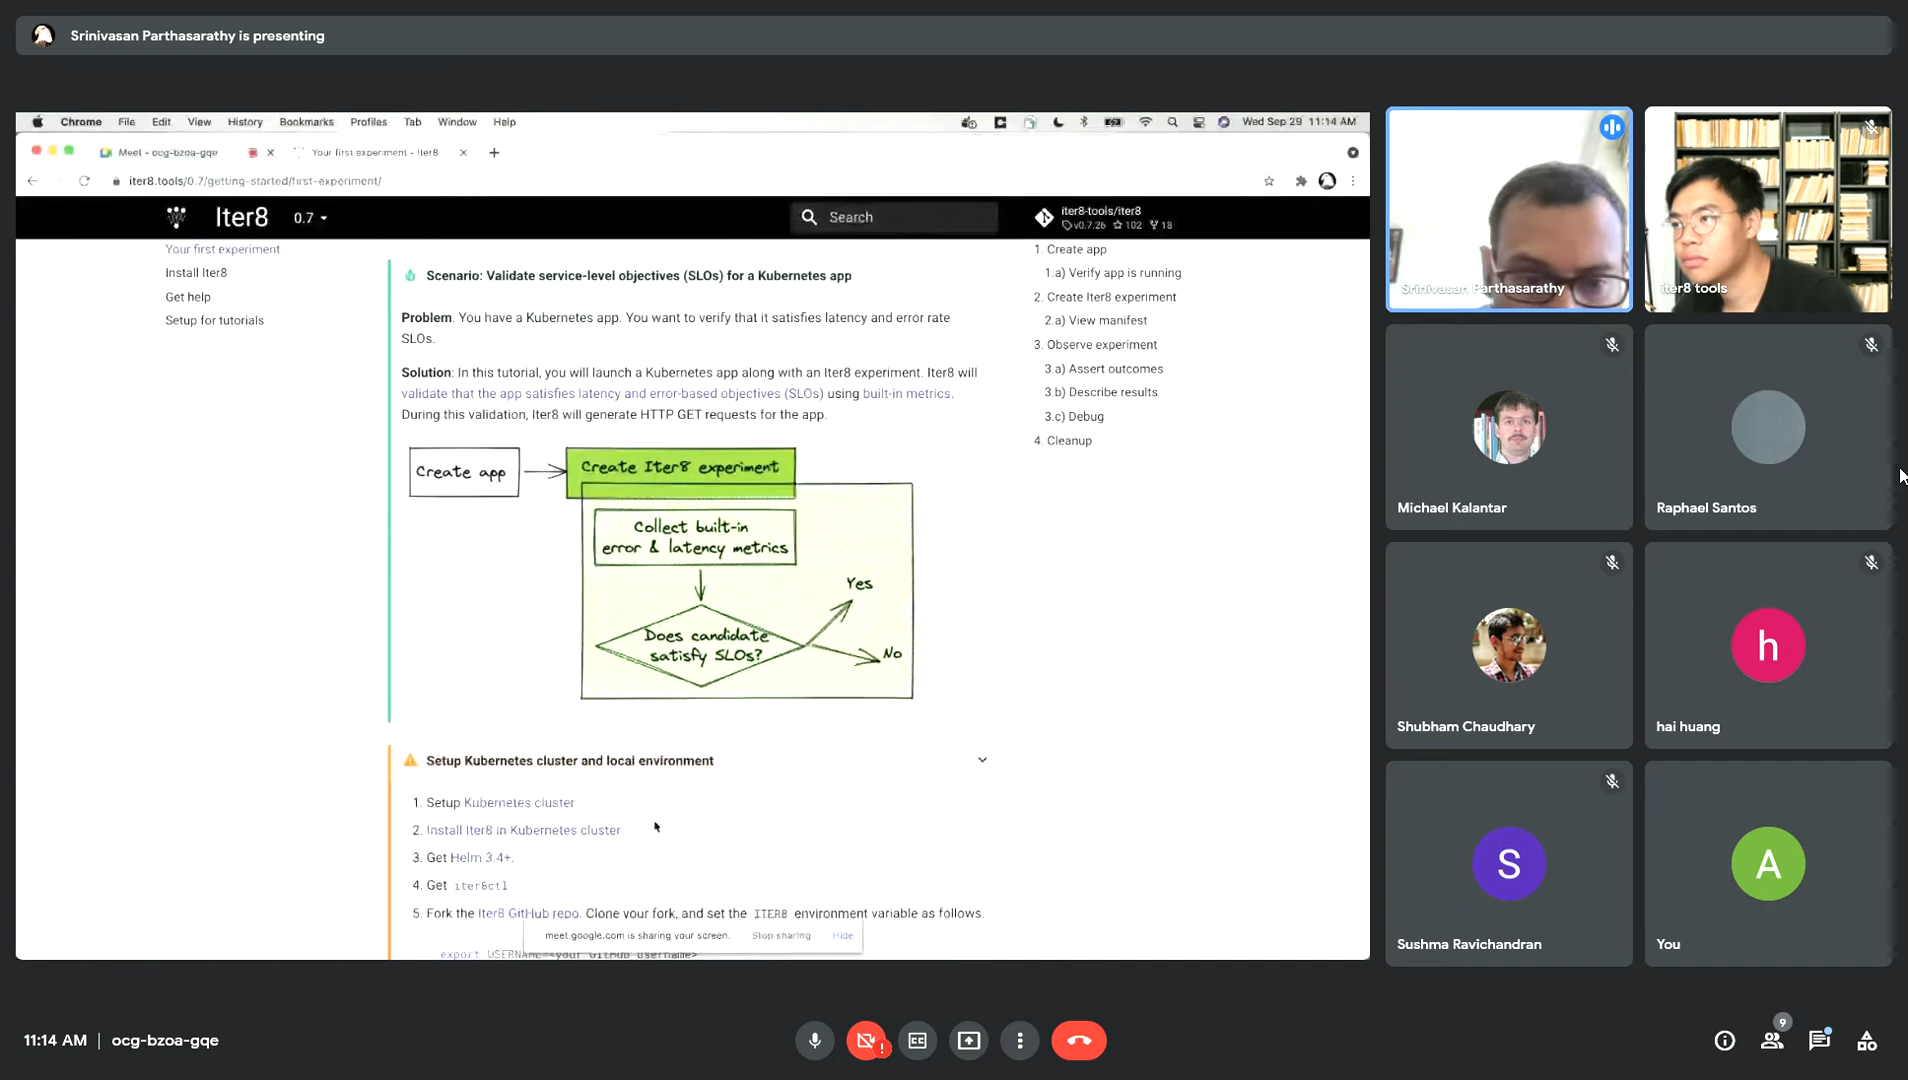 Srinivasan Parthasarathy is presenting
Chrome File Edit View History Bookmarks Profiles Tab Window Help
Wed Sep 29 11:14 AM
Meet - ocg-bzoa-gqe
Your first experiment - Iter8
iter8.tools/0.7/getting-started/first-experiment/
Iter8
0.7
Search
iter8-tools/iter8
v0.7.26 102 18
Your first experiment
Install Iter8
Get help
Setup for tutorials
Scenario: Validate service-level objectives (SLOs) for a Kubernetes app
Problem. You have a Kubernetes app. You want to verify that it satisfies latency and error rate
SLOs.
Solution: In this tutorial, you will launch a Kubernetes app along with an Iter8 experiment. Iter8 will
validate that the app satisfies latency and error-based objectives (SLOs) using built-in metrics.
During this validation, Iter8 will generate HTTP GET requests for the app.
Create app
Create Iter8 experiment
Collect built-in
error & latency metrics
Does candidate
satisfy SLOs?
Yes
No
Setup Kubernetes cluster and local environment
1. Setup Kubernetes cluster
2. Install Iter8 in Kubernetes cluster
3. Get Helm 3.4+.
4. Get iter8ctl
5. Fork the Iter8 GitHub repo. Clone your fork, and set the ITER8 environment variable as follows.
export USERNAME=<your GitHub username>
meet.google.com is sharing your screen. Stop sharing Hide
1. Create app
1.a) Verify app is running
2. Create Iter8 experiment
2.a) View manifest
3. Observe experiment
3.a) Assert outcomes
3.b) Describe results
3.c) Debug
4. Cleanup
Srinivasan Parthasarathy
iter8 tools
Michael Kalantar
Raphael Santos
Shubham Chaudhary
h
hai huang
S
Sushma Ravichandran
A
You
11:14 AM | ocg-bzoa-gqe
CC
9